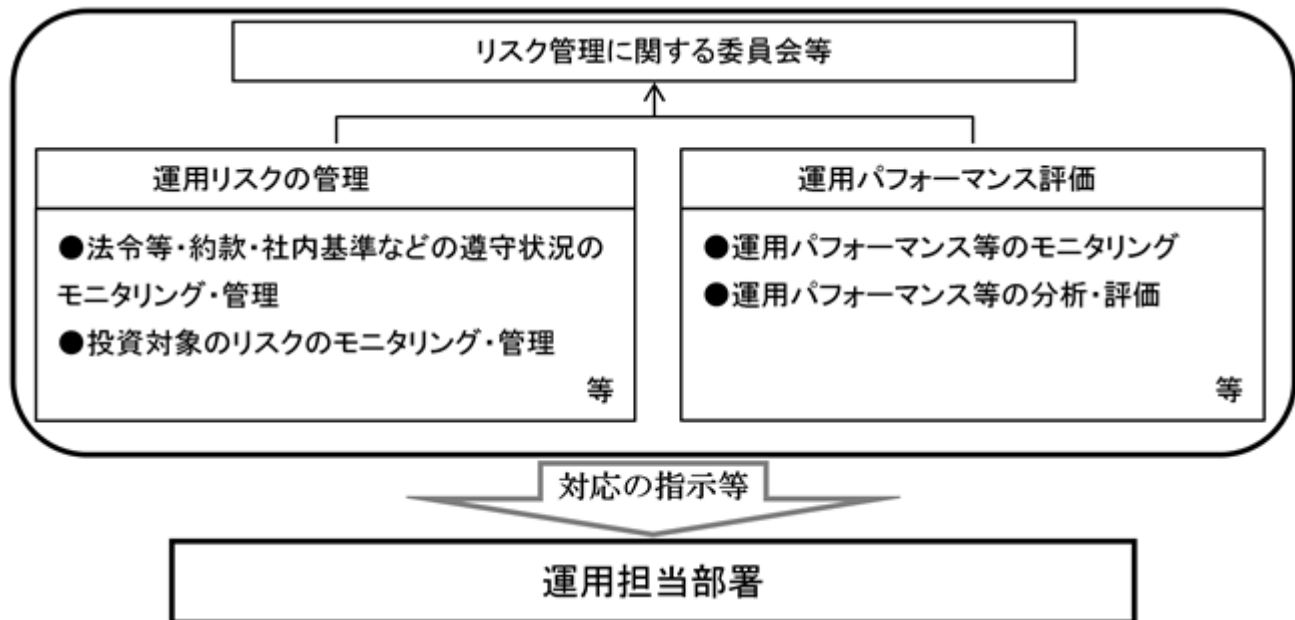 リスク管理に関する委員会等
運用リスクの管理
●法令等・約款・社内基準などの遵守状況の
モニタリング・管理
●投資対象のリスクのモニタリング・管理
等
運用パフォーマンス評価
●運用パフォーマンス等のモニタリング
●運用パフォーマンス等の分析・評価
等
対応の指示等
運用担当部署